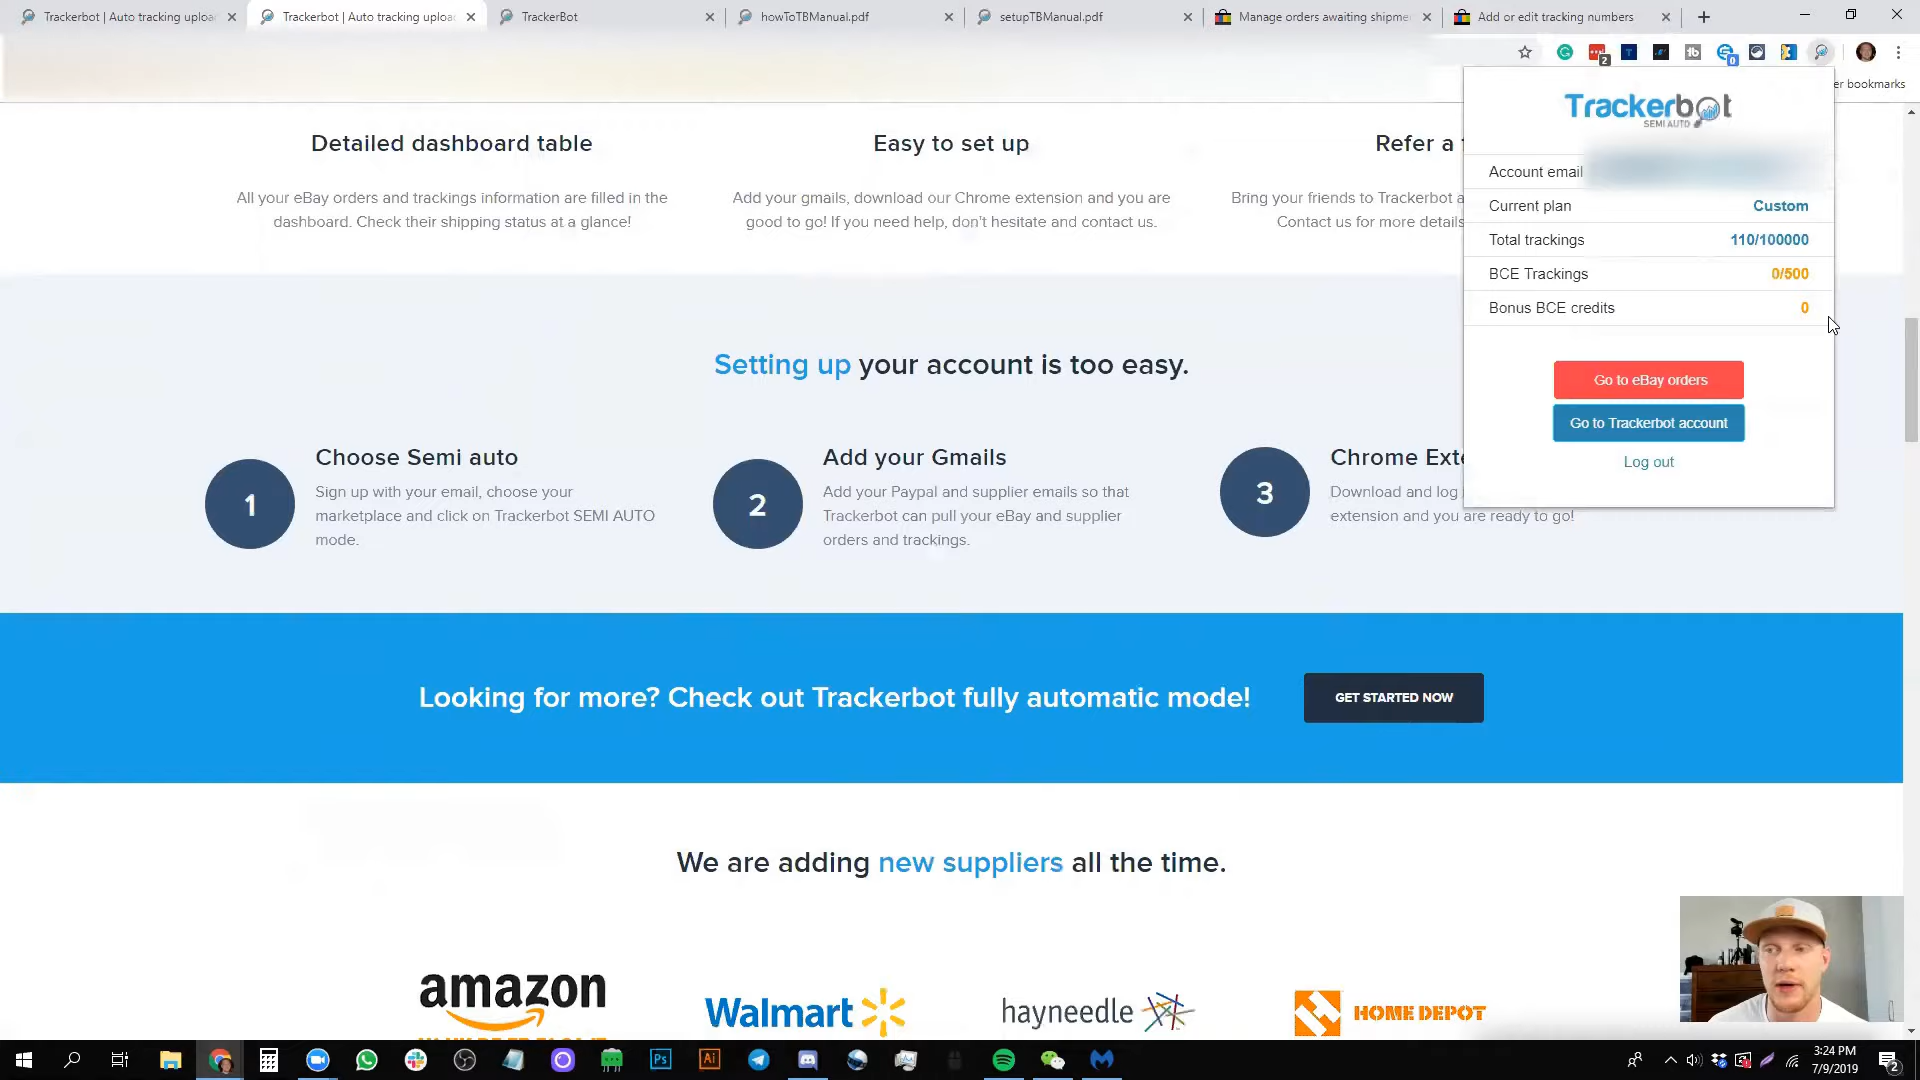 Trackerbot | Auto tracking uploa
Trackerbot | Auto tracking uploa
TrackerBot
howToTBManual.pdf
setupTBManual.pdf
Manage orders awaiting shipme
Add or edit tracking numbers
2
0
er bookmarks
Trackerbot
SEMI AUTO
Account email
Current plan
Custom
Total trackings
110/100000
BCE Trackings
0/500
Bonus BCE credits
0
Go to eBay orders
Go to Trackerbot account
Log out
Detailed dashboard table
All your eBay orders and trackings information are filled in the
dashboard. Check their shipping status at a glance!
Easy to set up
Add your gmails, download our Chrome extension and you are
good to go! If you need help, don't hesitate and contact us.
Refer a f
Bring your friends to Trackerbot a
Contact us for more details
Setting up your account is too easy.
1
Choose Semi auto
Sign up with your email, choose your
marketplace and click on Trackerbot SEMI AUTO
mode.
2
Add your Gmails
Add your Paypal and supplier emails so that
Trackerbot can pull your eBay and supplier
orders and trackings.
3
Chrome Exte
Download and log
extension and you are ready to go!
Looking for more? Check out Trackerbot fully automatic mode!
GET STARTED NOW
We are adding new suppliers all the time.
amazon
Walmart
hayneedle
HOME DEPOT
Ps
Ai
3:24 PM
7/9/2019
2